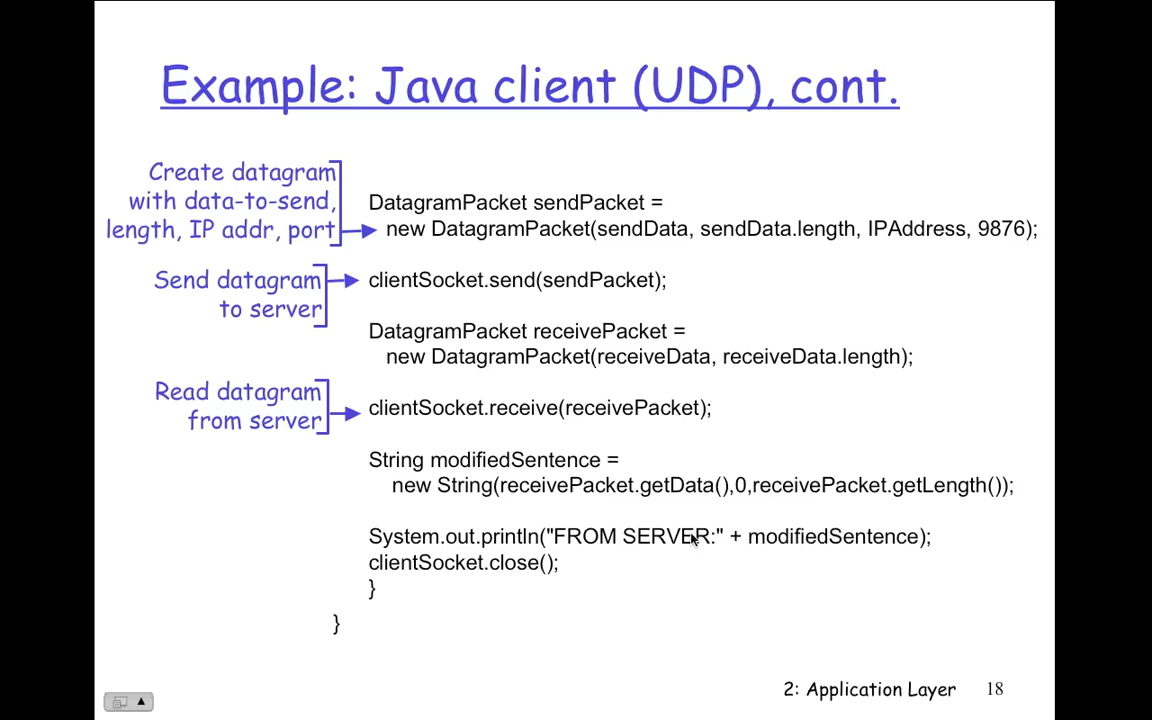 Example: Java client (UDP), cont.
Create datagram
with data-to-send,
length, IP addr, port
DatagramPacket sendPacket =
new DatagramPacket(sendData, sendData.length, IPAddress, 9876);
Send datagram
to server
clientSocket.send(sendPacket);
DatagramPacket receivePacket =
new DatagramPacket(receiveData, receiveData.length);
Read datagram
from server
clientSocket.receive(receivePacket);
String modifiedSentence =
new String(receivePacket.getData(),0,receivePacket.getLength());
System.out.println("FROM SERVER:" + modifiedSentence);
clientSocket.close();
}
}
2: Application Layer 18